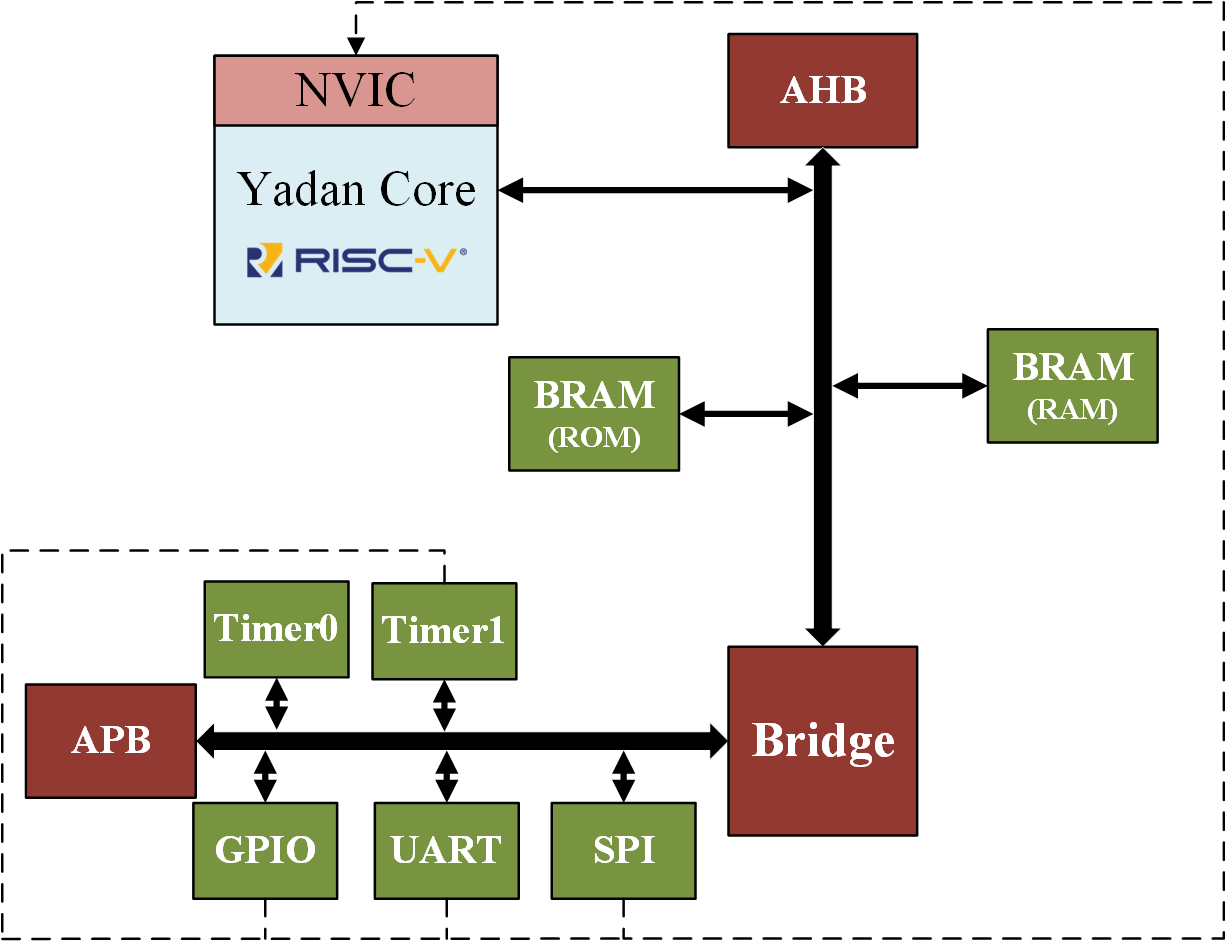 NVIC
AHB
Yadan Core
RISC-V®
BRAM
(RAM)
BRAM
(ROM)
Timer0
Timer1
APB
Bridge
GPIO
UART
SPI